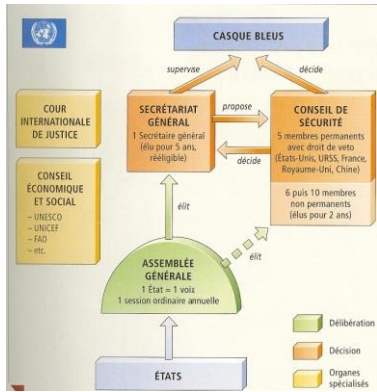 CASQUE BLEUS
supervise
décide
COUR
INTERNATIONALE
DE JUSTICE
SECRÉTARIAT
GÉNÉRAL
1 Secrétaire général
(élu pour 5 ans,
rééligible)
propose
décide
CONSEIL DE
SÉCURITÉ
5 membres permanents
avec droit de veto
(États-Unis, URSS, France,
Royaume-Uni, Chine)
6 puis 10 membres
non permanents
(élus pour 2 ans)
CONSEIL
ÉCONOMIQUE
ET SOCIAL
– UNESCO
– UNICEF
– FAO
– etc.
élit
élit
ASSEMBLÉE
GÉNÉRALE
1 État = 1 voix
1 session ordinaire annuelle
ÉTATS
Délibération
Décision
Organes
spécialisés